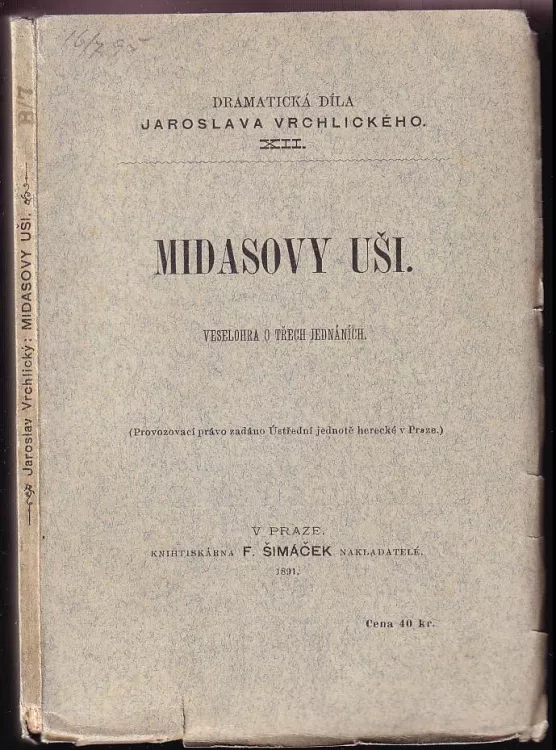 DRAMATICKÁ DÍLA
JAROSLAVA VRCHLICKÉHO.
XII.
MIDASOVY UŠI.
VESELOHRA O TŘECH JEDNÁNÍCH.
(Provozovací právo zadáno Ústřední jednotě herecké v Praze.)
V PRAZE.
KNIHTISKÁRNA F. ŠIMÁČEK NAKLADATELÉ.
1891.
Cena 40 kr.
Jaroslav Vrchlický: MIDASOVY UŠI.
B/7